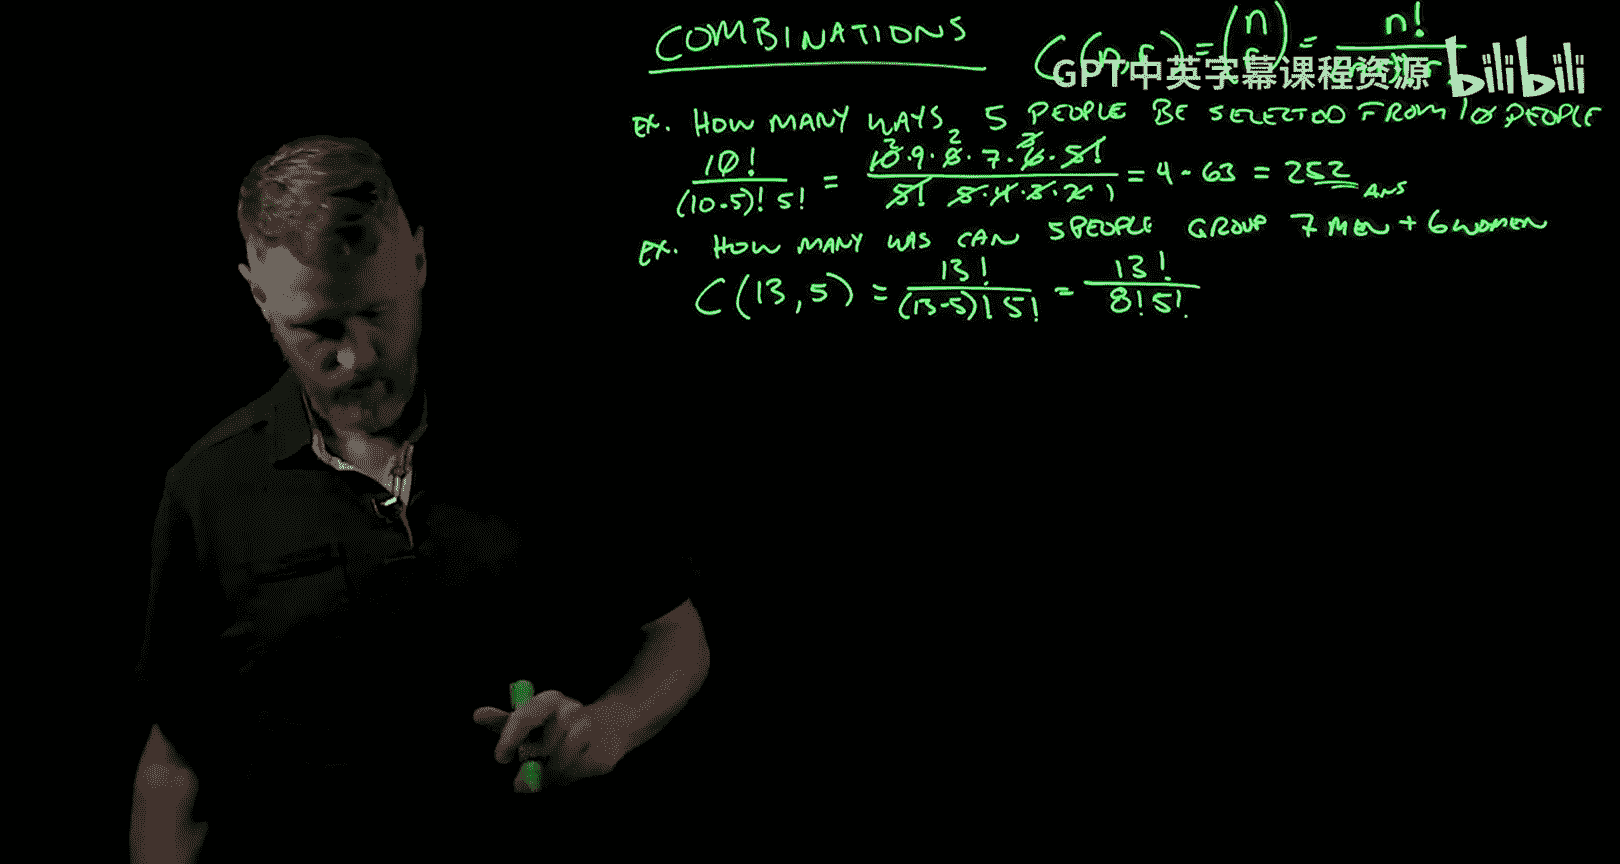 COMBINATIONS C(n,r) = (n r) = n!
GPT中英字幕课程资源 bilibili
EX. HOW MANY WAYS 5 PEOPLE BE SELECTED FROM 10 PEOPLE
10! / (10-5)! 5! = 10·9·8·7·6·5! / 5! 5·4·3·2 1 = 4 - 63 = 252 ANS
EX. HOW MANY WAS CAN 5 PEOPLE GROUP 7 MEN + 6 WOMEN
C(13,5) = 13! / (13-5)! 5! = 13! / 8! 5!